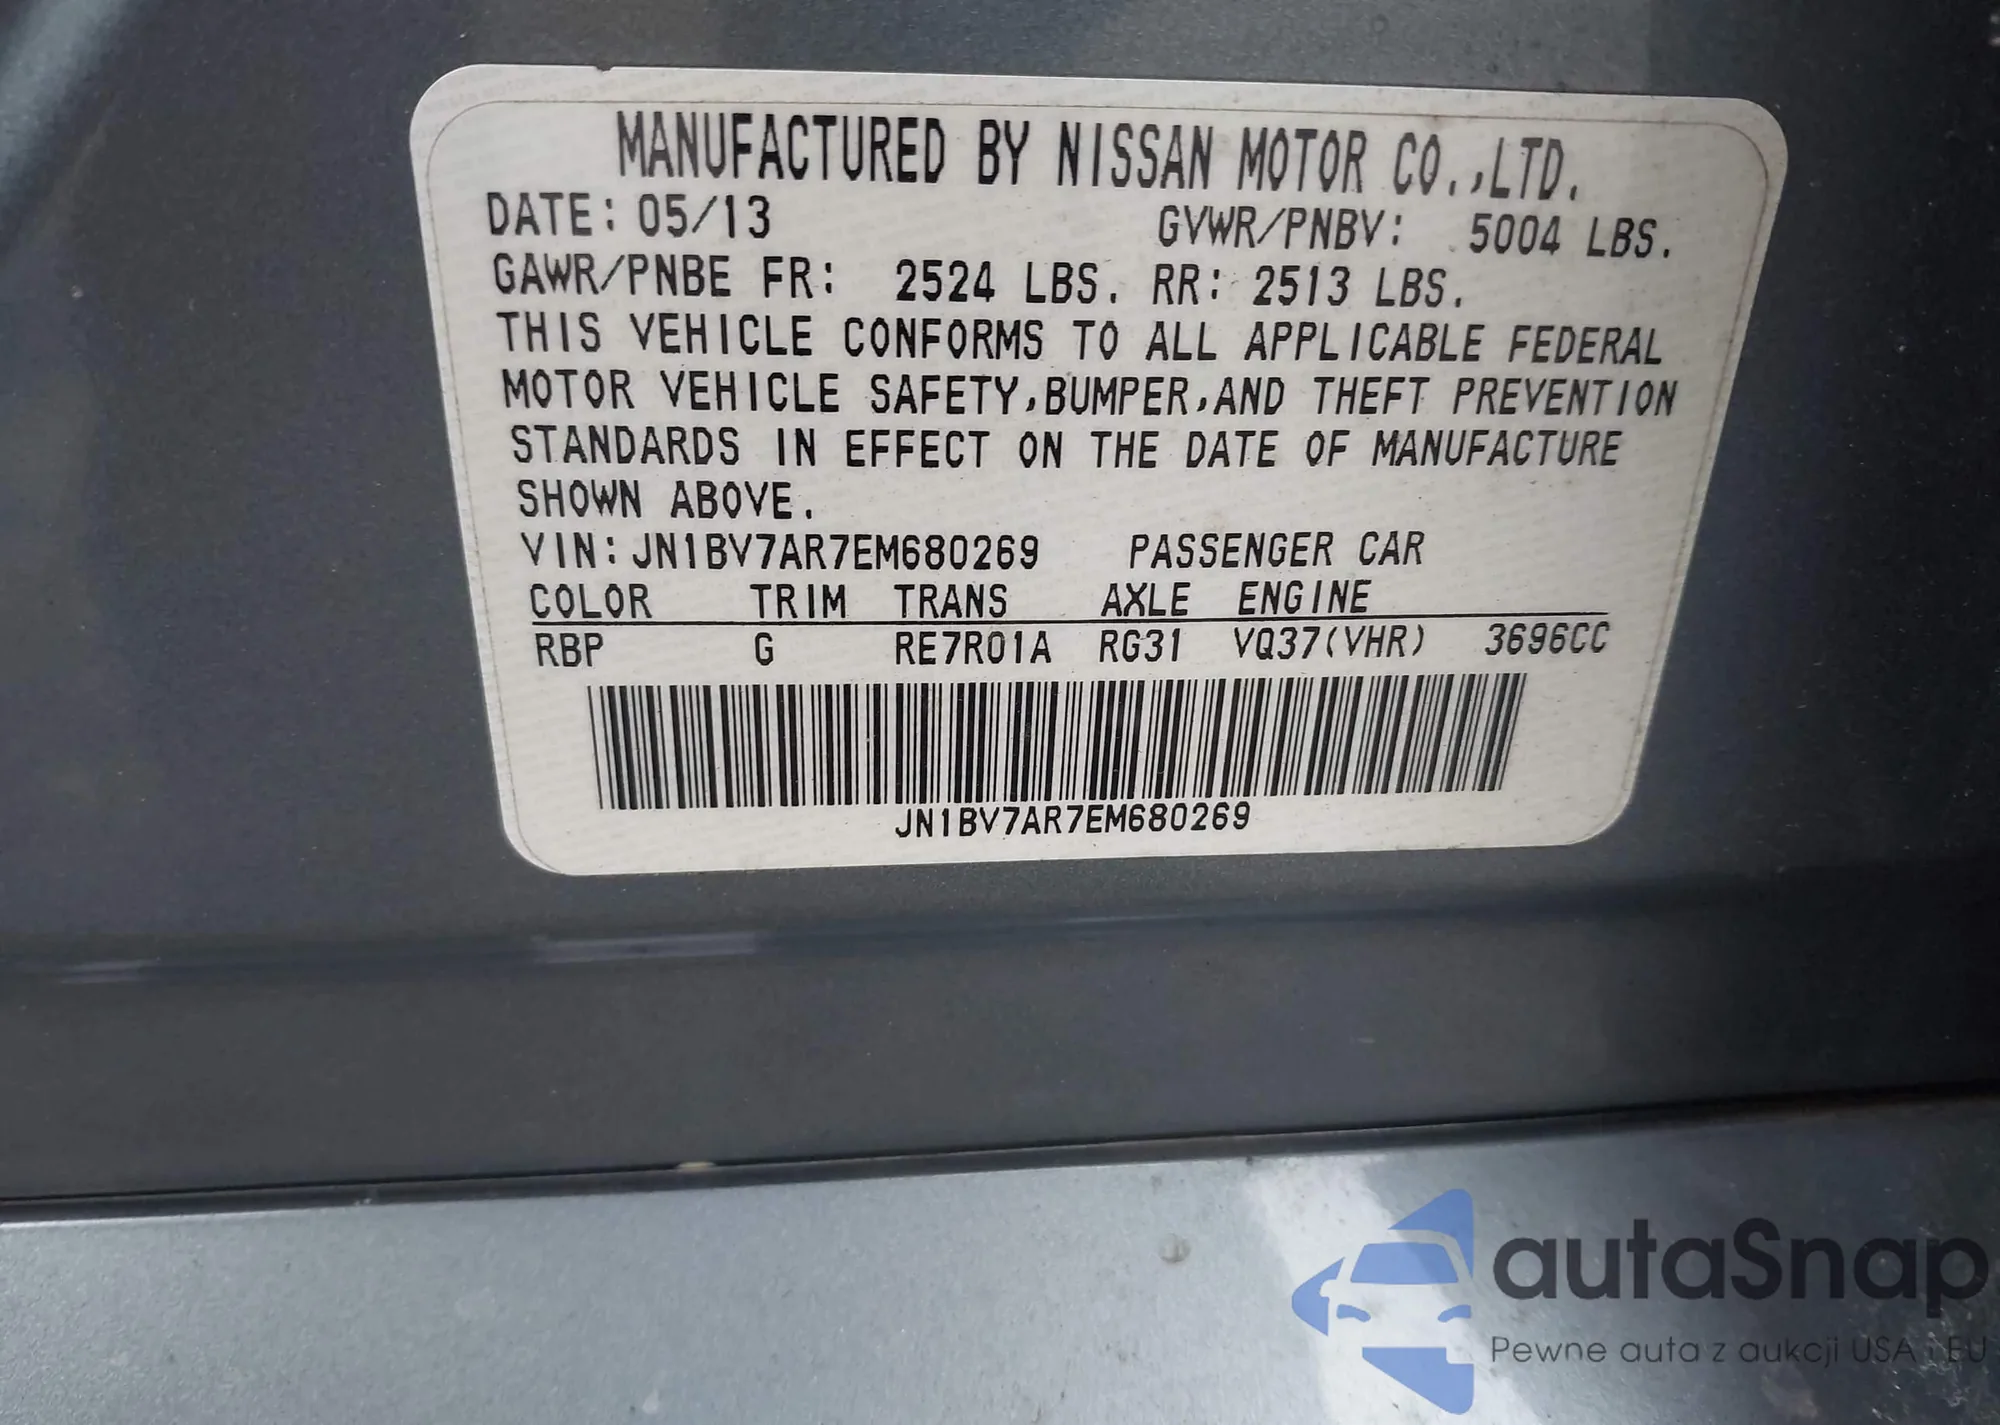 MANUFACTURED BY NISSAN MOTOR CO.,LTD.
DATE: 05/13 GVWR/PNBV: 5004 LBS.
GAWR/PNBE FR: 2524 LBS. RR: 2513 LBS.
THIS VEHICLE CONFORMS TO ALL APPLICABLE FEDERAL
MOTOR VEHICLE SAFETY,BUMPER,AND THEFT PREVENTION
STANDARDS IN EFFECT ON THE DATE OF MANUFACTURE
SHOWN ABOVE.
VIN:JN1BV7AR7EM680269 PASSENGER CAR
COLOR TRIM TRANS AXLE ENGINE
RBP G RE7R01A RG31 VQ37(VHR) 3696CC
JN1BV7AR7EM680269
autaSnap
Pewne auta z aukcji USA i EU